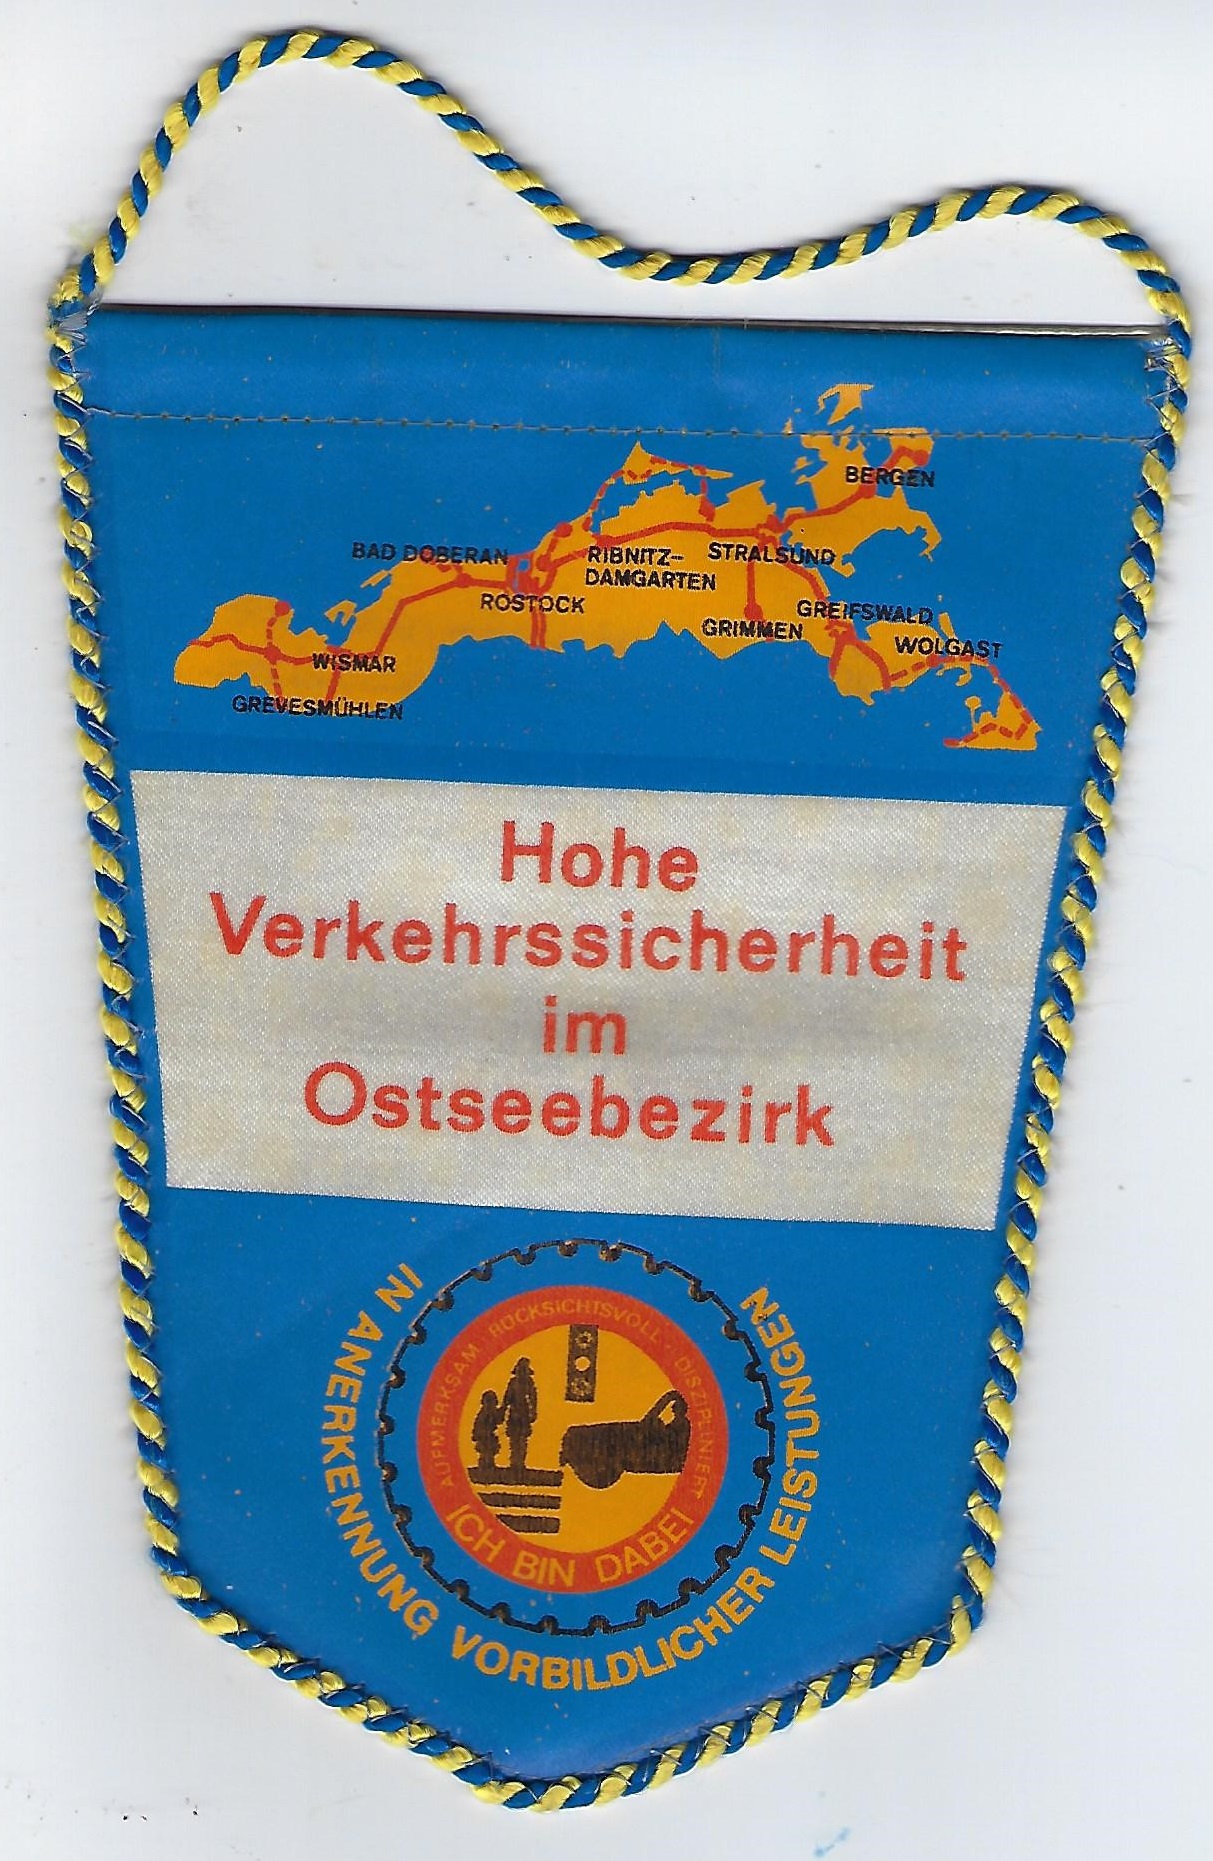 BERGEN
BAD DOBERAN
RIBNITZ-
DAMGARTEN
STRALSUND
ROSTOCK
GREIFSWALD
GRIMMEN
WOLGAST
WISMAR
GREVESMÜHLEN
Hohe
Verkehrssicherheit
im
Ostseebezirk
IN ANERKENNUNG VORBILDLICHER LEISTUNGEN
AUFMERKSAM RÜCKSICHTSVOLL DISZIPLINIERT
ICH BIN DABEI